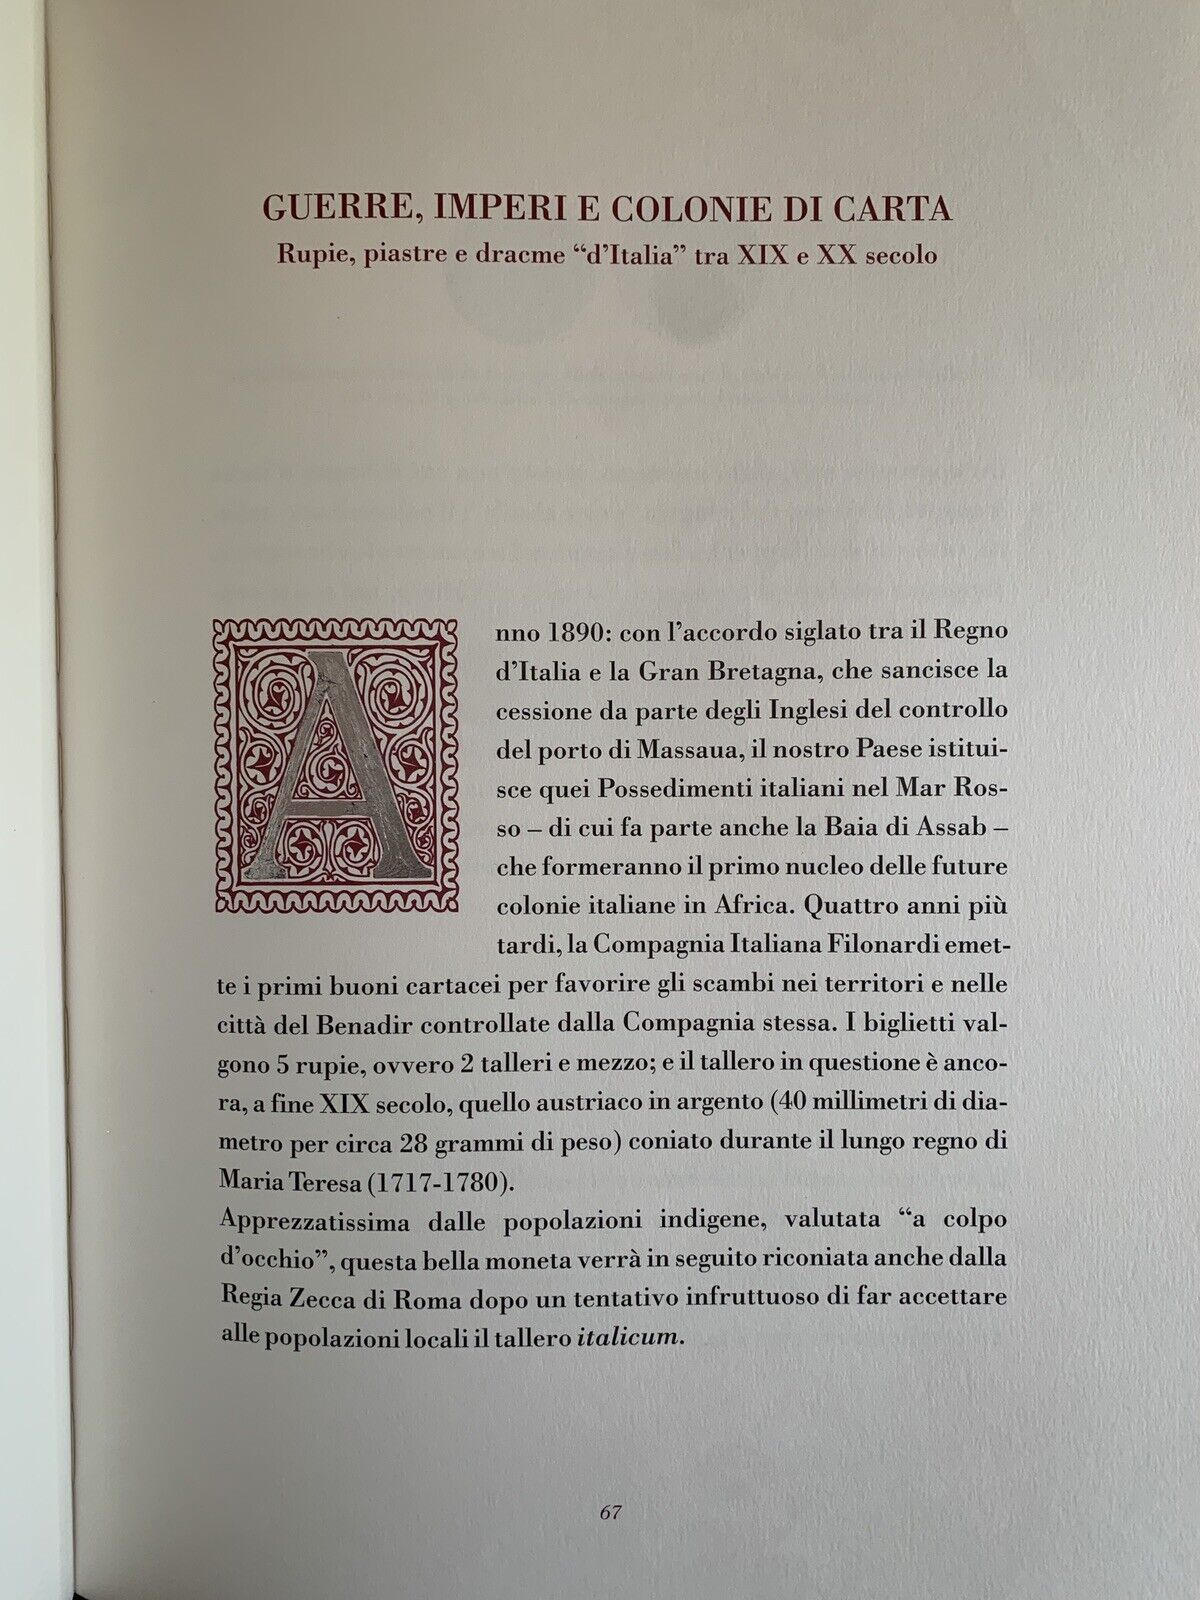 GUERRE, IMPERI E COLONIE DI CARTA
Rupie, piastre e dracme “d’Italia” tra XIX e XX secolo
Anno 1890: con l’accordo siglato tra il Regno
d’Italia e la Gran Bretagna, che sancisce la
cessione da parte degli Inglesi del controllo
del porto di Massaua, il nostro Paese istitui-
sce quei Possedimenti italiani nel Mar Ros-
so – di cui fa parte anche la Baia di Assab –
che formeranno il primo nucleo delle future
colonie italiane in Africa. Quattro anni più
tardi, la Compagnia Italiana Filonardi emet-
te i primi buoni cartacei per favorire gli scambi nei territori e nelle
città del Benadir controllate dalla Compagnia stessa. I biglietti val-
gono 5 rupie, ovvero 2 talleri e mezzo; e il tallero in questione è anco-
ra, a fine XIX secolo, quello austriaco in argento (40 millimetri di dia-
metro per circa 28 grammi di peso) coniato durante il lungo regno di
Maria Teresa (1717-1780).
Apprezzatissima dalle popolazioni indigene, valutata “a colpo
d’occhio”, questa bella moneta verrà in seguito riconiata anche dalla
Regia Zecca di Roma dopo un tentativo infruttuoso di far accettare
alle popolazioni locali il tallero italicum.
67